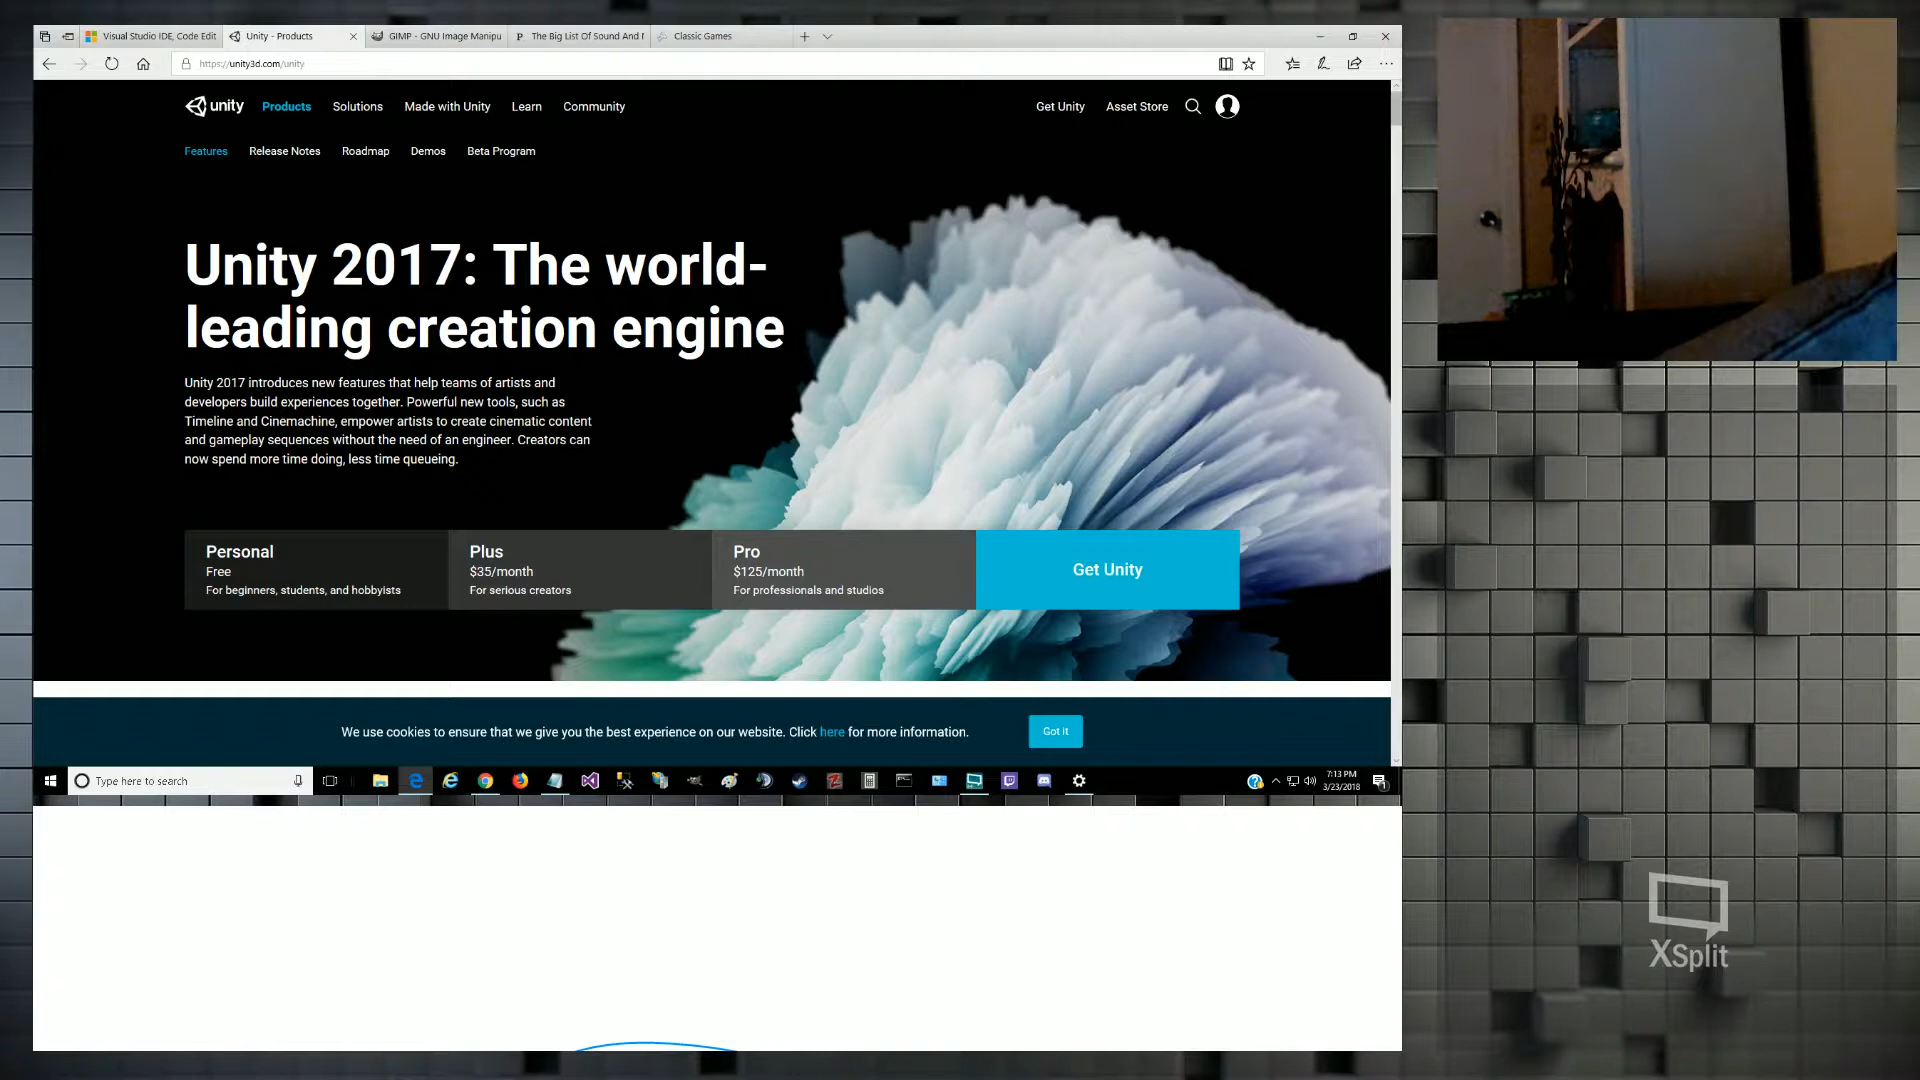 Visual Studio IDE, Code Edit
Unity - Products
GIMP - GNU Image Manipu
P The Big List Of Sound And
Classic Games
https://unity3d.com/unity
unity Products Solutions Made with Unity Learn Community
Get Unity Asset Store
Features Release Notes Roadmap Demos Beta Program
Unity 2017: The world-
leading creation engine
Unity 2017 introduces new features that help teams of artists and
developers build experiences together. Powerful new tools, such as
Timeline and Cinemachine, empower artists to create cinematic content
and gameplay sequences without the need of an engineer. Creators can
now spend more time doing, less time queueing.
Personal
Free
For beginners, students, and hobbyists
Plus
$35/month
For serious creators
Pro
$125/month
For professionals and studios
Get Unity
We use cookies to ensure that we give you the best experience on our website. Click here for more information.
Got it
Type here to search
7:13 PM
3/23/2018
XSplit